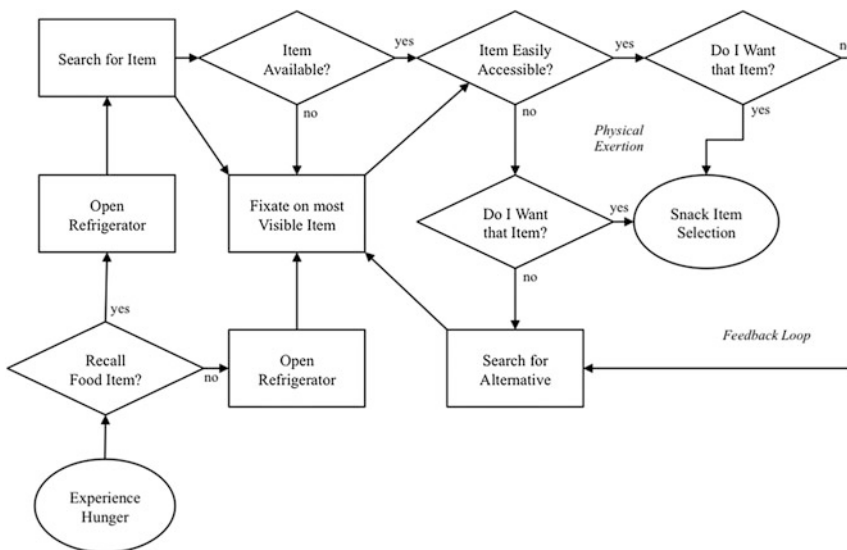 Search for Item
Item
Available?
yes
no
Item Easily
Accessible?
yes
no
Do I Want
that Item?
yes
Physical
Exertion
Open
Refrigerator
Fixate on most
Visible Item
Do I Want
that Item?
yes
no
Snack Item
Selection
yes
Recall
Food Item?
no
Open
Refrigerator
Search for
Alternative
Feedback Loop
Experience
Hunger